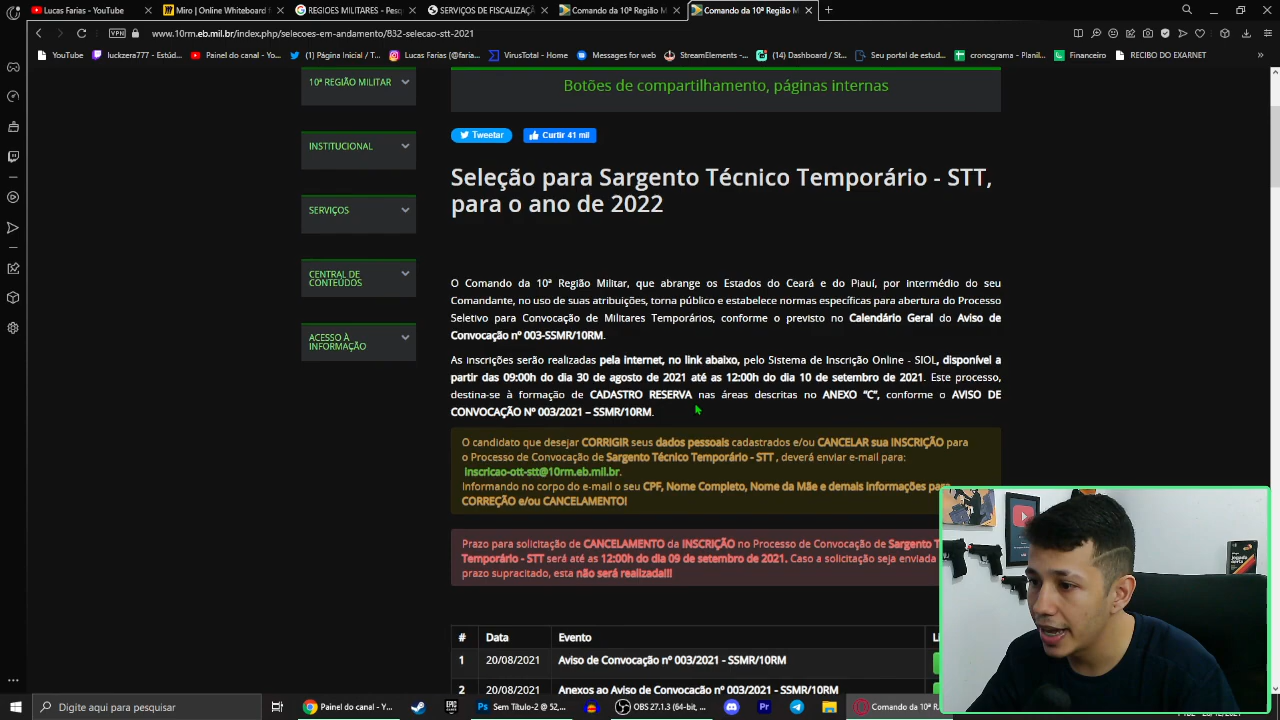 Lucas Farias - YouTube
Miro | Online Whiteboard f
REGIOES MILITARES - Pesq
SERVIÇOS DE FISCALIZAÇÃ
Comando da 10ª Região M
Comando da 10ª Região M
VPN
www.10rm.eb.mil.br/index.php/selecoes-em-andamento/832-selecao-stt-2021
YouTube
luckzera777 - Estúd...
Painel do canal - Yo...
(1) Página Inicial / T...
Lucas Farias (@faria...
VirusTotal - Home
Messages for web
StreamElements -...
(14) Dashboard / St...
Seu portal de estud...
cronograma - Planil...
Financeiro
RECIBO DO EXARNET
10ª REGIÃO MILITAR
INSTITUCIONAL
SERVIÇOS
CENTRAL DE
CONTEÚDOS
ACESSO À
INFORMAÇÃO
Botões de compartilhamento, páginas internas
Tweetar
Curtir 41 mil
Seleção para Sargento Técnico Temporário - STT,
para o ano de 2022
O Comando da 10ª Região Militar, que abrange os Estados do Ceará e do Piauí, por intermédio do seu
Comandante, no uso de suas atribuições, torna público e estabelece normas específicas para abertura do Processo
Seletivo para Convocação de Militares Temporários, conforme o previsto no Calendário Geral do Aviso de
Convocação nº 003-SSMR/10RM.
As inscrições serão realizadas pela internet, no link abaixo, pelo Sistema de Inscrição Online - SIOL, disponível a
partir das 09:00h do dia 30 de agosto de 2021 até as 12:00h do dia 10 de setembro de 2021. Este processo,
destina-se à formação de CADASTRO RESERVA nas áreas descritas no ANEXO “C”, conforme o AVISO DE
CONVOCAÇÃO Nº 003/2021 – SSMR/10RM.
O candidato que desejar CORRIGIR seus dados pessoais cadastrados e/ou CANCELAR sua INSCRIÇÃO para
o Processo de Convocação de Sargento Técnico Temporário - STT , deverá enviar e-mail para:
inscricao-ott-stt@10rm.eb.mil.br.
Informando no corpo do e-mail o seu CPF, Nome Completo, Nome da Mãe e demais informações para
CORREÇÃO e/ou CANCELAMENTO!
Prazo para solicitação de CANCELAMENTO da INSCRIÇÃO no Processo de Convocação de Sargento T
Temporário - STT será até as 12:00h do dia 09 de setembro de 2021. Caso a solicitação seja enviada
prazo supracitado, esta não será realizada!!!
# Data Evento Li
1 20/08/2021 Aviso de Convocação nº 003/2021 - SSMR/10RM
2 20/08/2021 Anexos ao Aviso de Convocação nº 003/2021 - SSMR/10RM
Digite aqui para pesquisar
Painel do canal - Y...
Sem Título-2 @ 52,...
OBS 27.1.3 (64-bit, ...
Comando da 10ª R